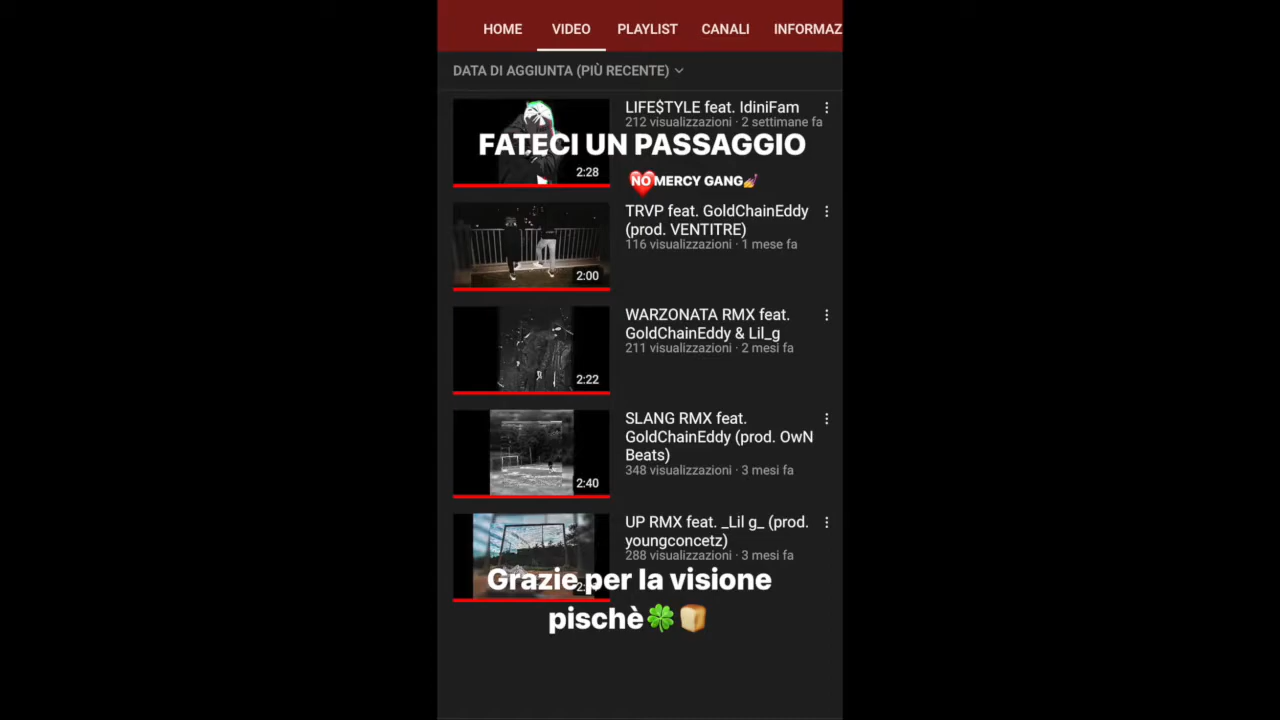 HOME VIDEO PLAYLIST CANALI INFORMAZ
DATA DI AGGIUNTA (PIÙ RECENTE)
LIFE$TYLE feat. IdiniFam
212 visualizzazioni · 2 settimane fa
FATECI UN PASSAGGIO
2:28
NO MERCY GANG💅
TRVP feat. GoldChainEddy
(prod. VENTITRE)
116 visualizzazioni · 1 mese fa
2:00
WARZONATA RMX feat.
GoldChainEddy & Lil_g
211 visualizzazioni · 2 mesi fa
2:22
SLANG RMX feat.
GoldChainEddy (prod. OwN
Beats)
348 visualizzazioni · 3 mesi fa
2:40
UP RMX feat. _Lil g_ (prod.
youngconcetz)
288 visualizzazioni · 3 mesi fa
Grazie per la visione
pischè🍀🍞